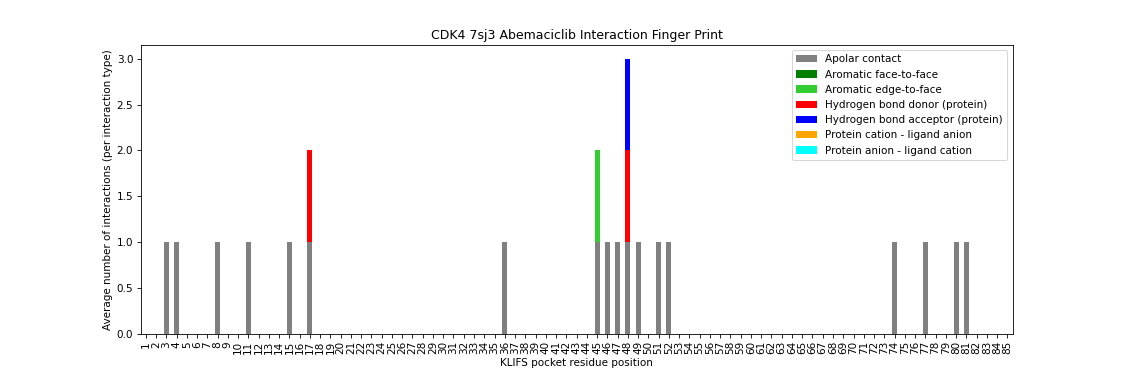 CDK4 7sj3 Abemaciclib Interaction Finger Print
Average number of interactions (per interaction type)
3.0
2.5
2.0
1.5
1.0
0.5
0.0
Apolar contact
Aromatic face-to-face
Aromatic edge-to-face
Hydrogen bond donor (protein)
Hydrogen bond acceptor (protein)
Protein cation - ligand anion
Protein anion - ligand cation
1 2 3 4 5 6 7 8 9 10 11 12 13 14 15 16 17 18 19 20 21 22 23 24 25 26 27 28 29 30 31 32 33 34 35 36 37 38 39 40 41 42 43 44 45 46 47 48 49 50 51 52 53 54 55 56 57 58 59 60 61 62 63 64 65 66 67 68 69 70 71 72 73 74 75 76 77 78 79 80 81 82 83 84 85
KLIFS pocket residue position